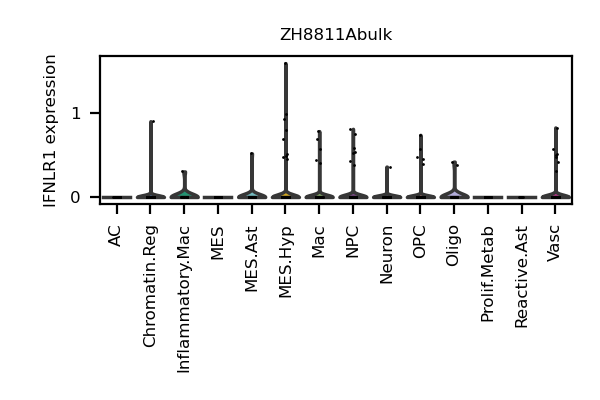 ZH8811Abulk
IFNLR1 expression
1
0
AC
Chromatin.Reg
Inflammatory.Mac
MES
MES.Ast
MES.Hyp
Mac
NPC
Neuron
OPC
Oligo
Prolif.Metab
Reactive.Ast
Vasc